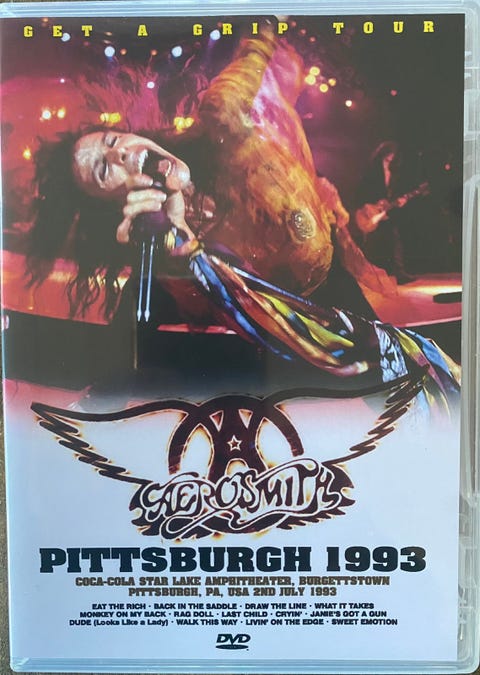 GET A GRIP TOUR
AEROSMITH
PITTSBURGH 1993
COCA-COLA STAR LAKE AMPHITHEATER, BURGETTSTOWN
PITTSBURGH, PA, USA 2ND JULY 1993
EAT THE RICH · BACK IN THE SADDLE · DRAW THE LINE · WHAT IT TAKES
MONKEY ON MY BACK · RAG DOLL · LAST CHILD · CRYIN' · JANIE'S GOT A GUN
DUDE (Looks Like a Lady) · WALK THIS WAY · LIVIN' ON THE EDGE · SWEET EMOTION
DVD